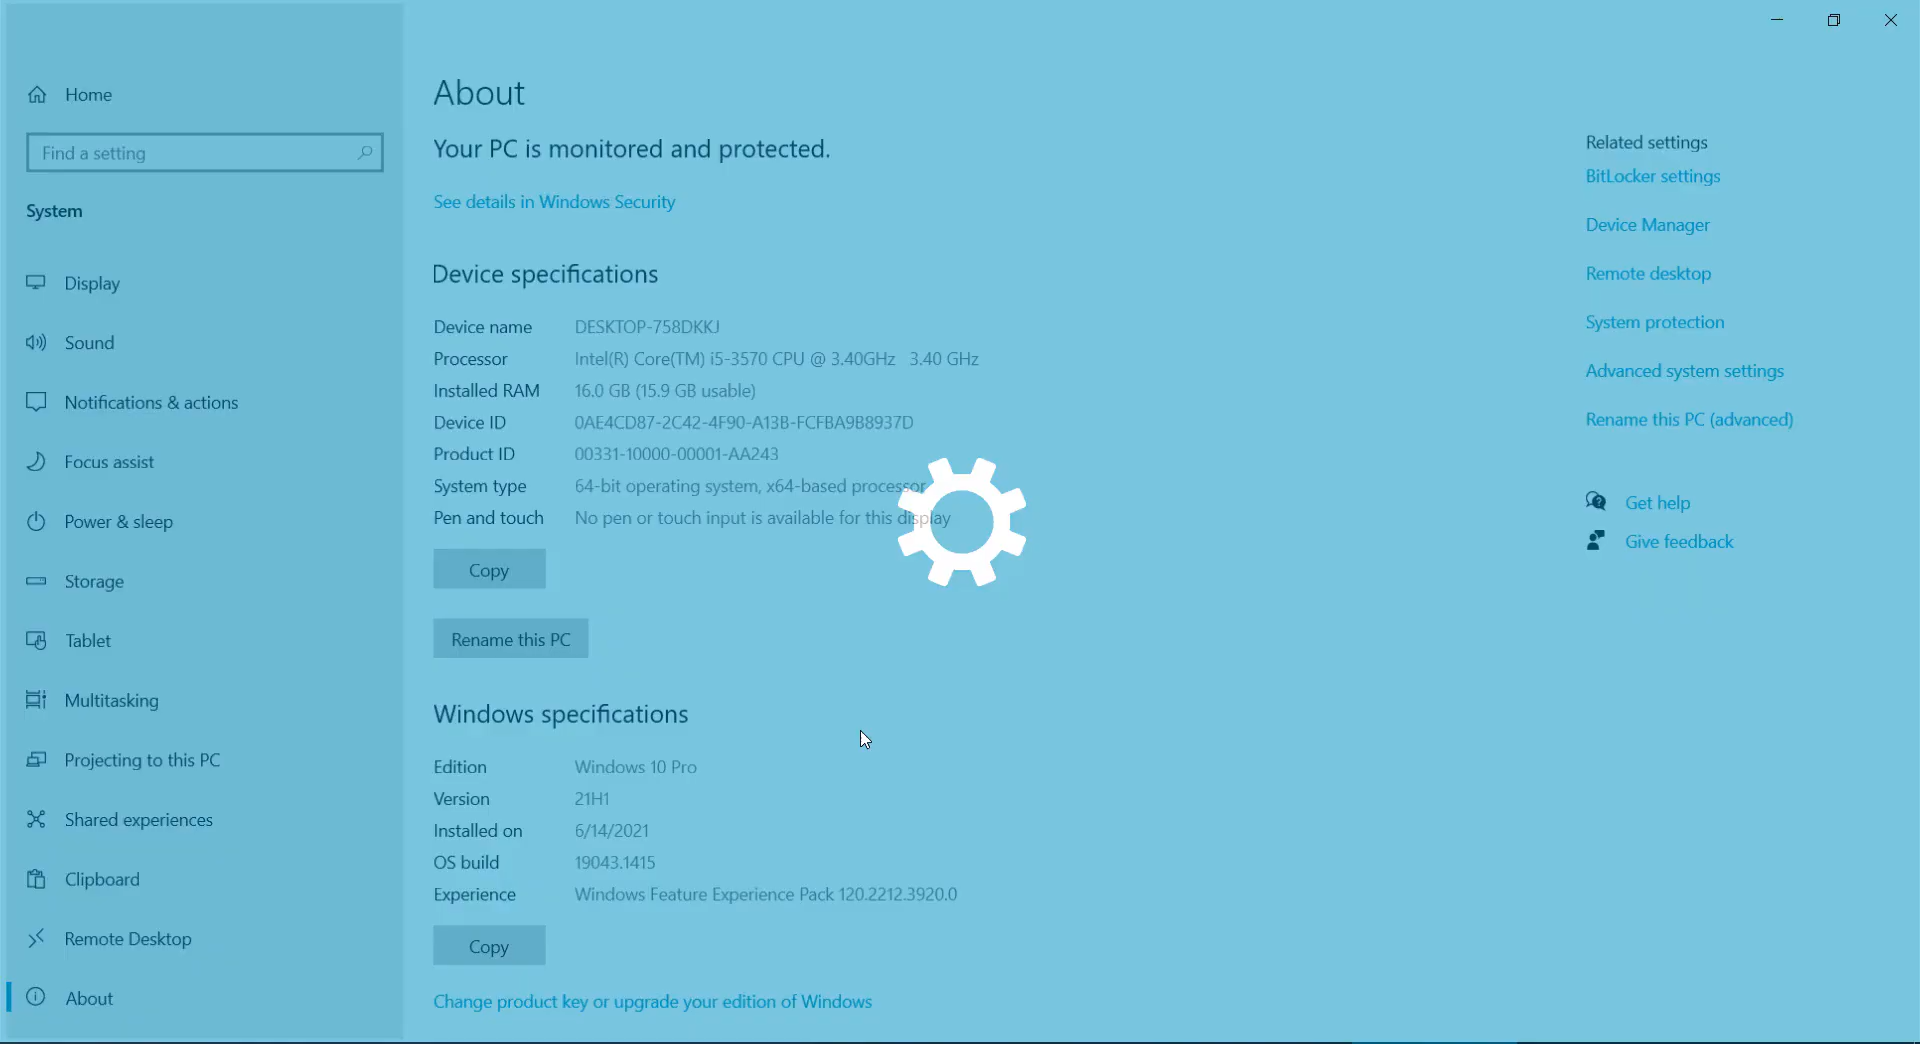 Home
Find a setting
System
Display
Sound
Notifications & actions
Focus assist
Power & sleep
Storage
Tablet
Multitasking
Projecting to this PC
Shared experiences
Clipboard
Remote Desktop
About
About
Your PC is monitored and protected.
See details in Windows Security
Device specifications
Device name DESKTOP-758DKKJ
Processor Intel(R) Core(TM) i5-3570 CPU @ 3.40GHz 3.40 GHz
Installed RAM 16.0 GB (15.9 GB usable)
Device ID 0AE4CD87-2C42-4F90-A13B-FCFBA9B8937D
Product ID 00331-10000-00001-AA243
System type 64-bit operating system, x64-based processor
Pen and touch No pen or touch input is available for this display
Copy
Rename this PC
Windows specifications
Edition Windows 10 Pro
Version 21H1
Installed on 6/14/2021
OS build 19043.1415
Experience Windows Feature Experience Pack 120.2212.3920.0
Copy
Change product key or upgrade your edition of Windows
Related settings
BitLocker settings
Device Manager
Remote desktop
System protection
Advanced system settings
Rename this PC (advanced)
Get help
Give feedback